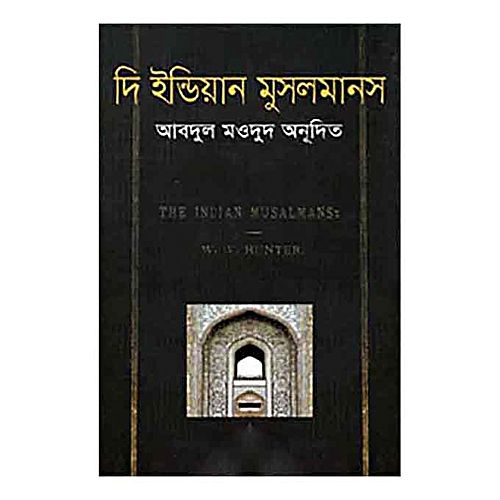 দি ইন্ডিয়ান মুসলমানস
আবদুল মওদুদ অনূদিত
THE INDIAN MUSALMANS:
W. W. HUNTER